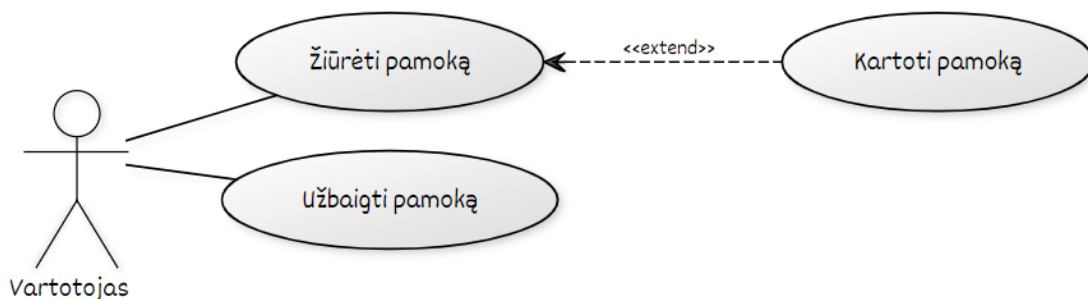 Žiūrėti pamoką
<<extend>>
Kartoti pamoką
Užbaigti pamoką
Vartotojas